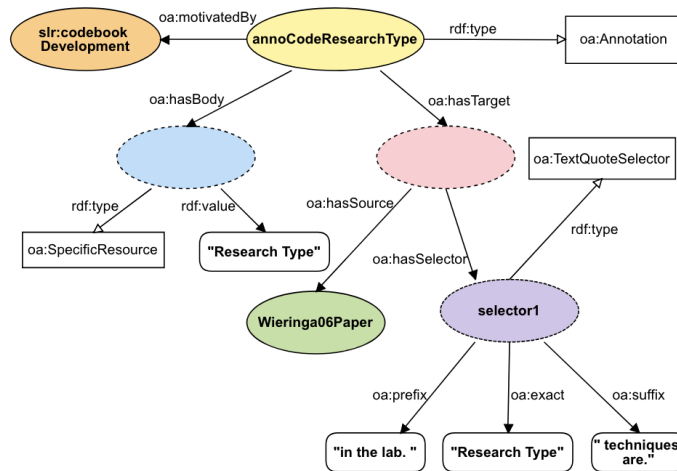 slr:codebook
Development
oa:motivatedBy
annoCodeResearchType
rdf:type
oa:Annotation
oa:hasBody
oa:hasTarget
oa:TextQuoteSelector
rdf:type
rdf:value
oa:hasSource
rdf:type
oa:SpecificResource
"Research Type"
oa:hasSelector
Wieringa06Paper
selector1
oa:prefix
oa:exact
oa:suffix
"in the lab. "
"Research Type"
" techniques
are."